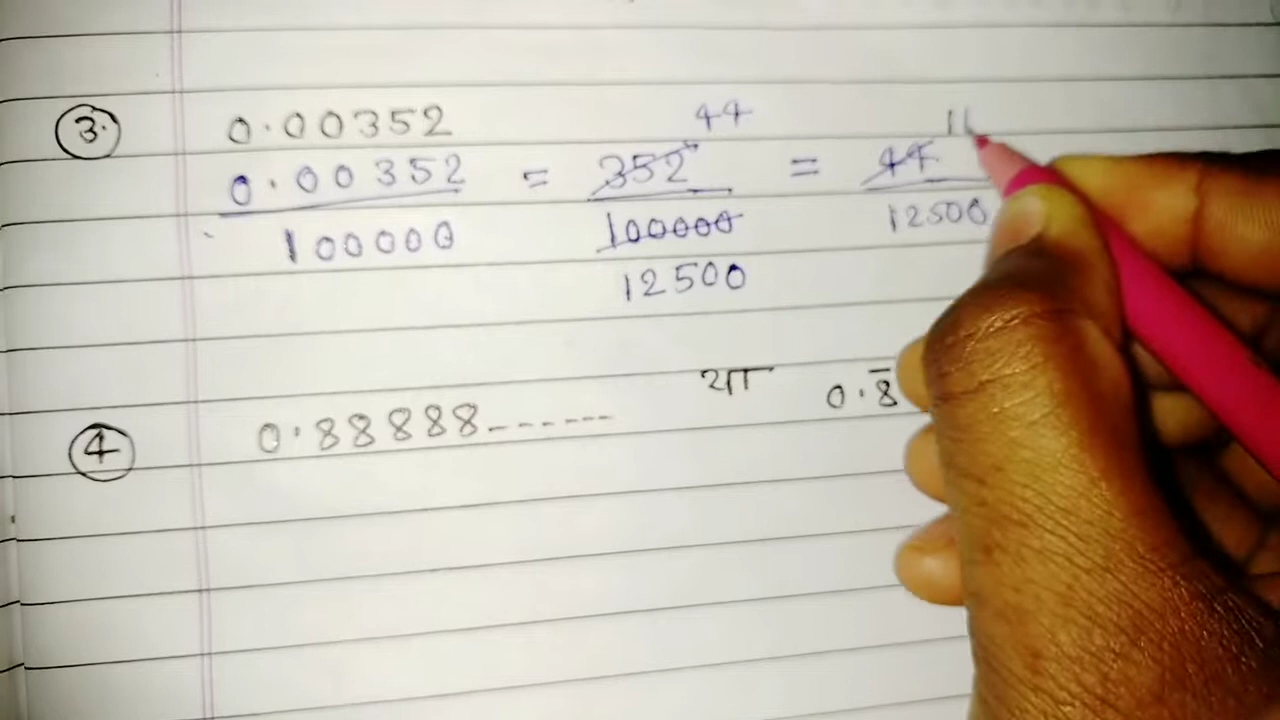 ③ 0.00352 44 11
0.00352 = 352 = 44
100000 100000 12500
12500
④ 0.88888------- या 0.8̅